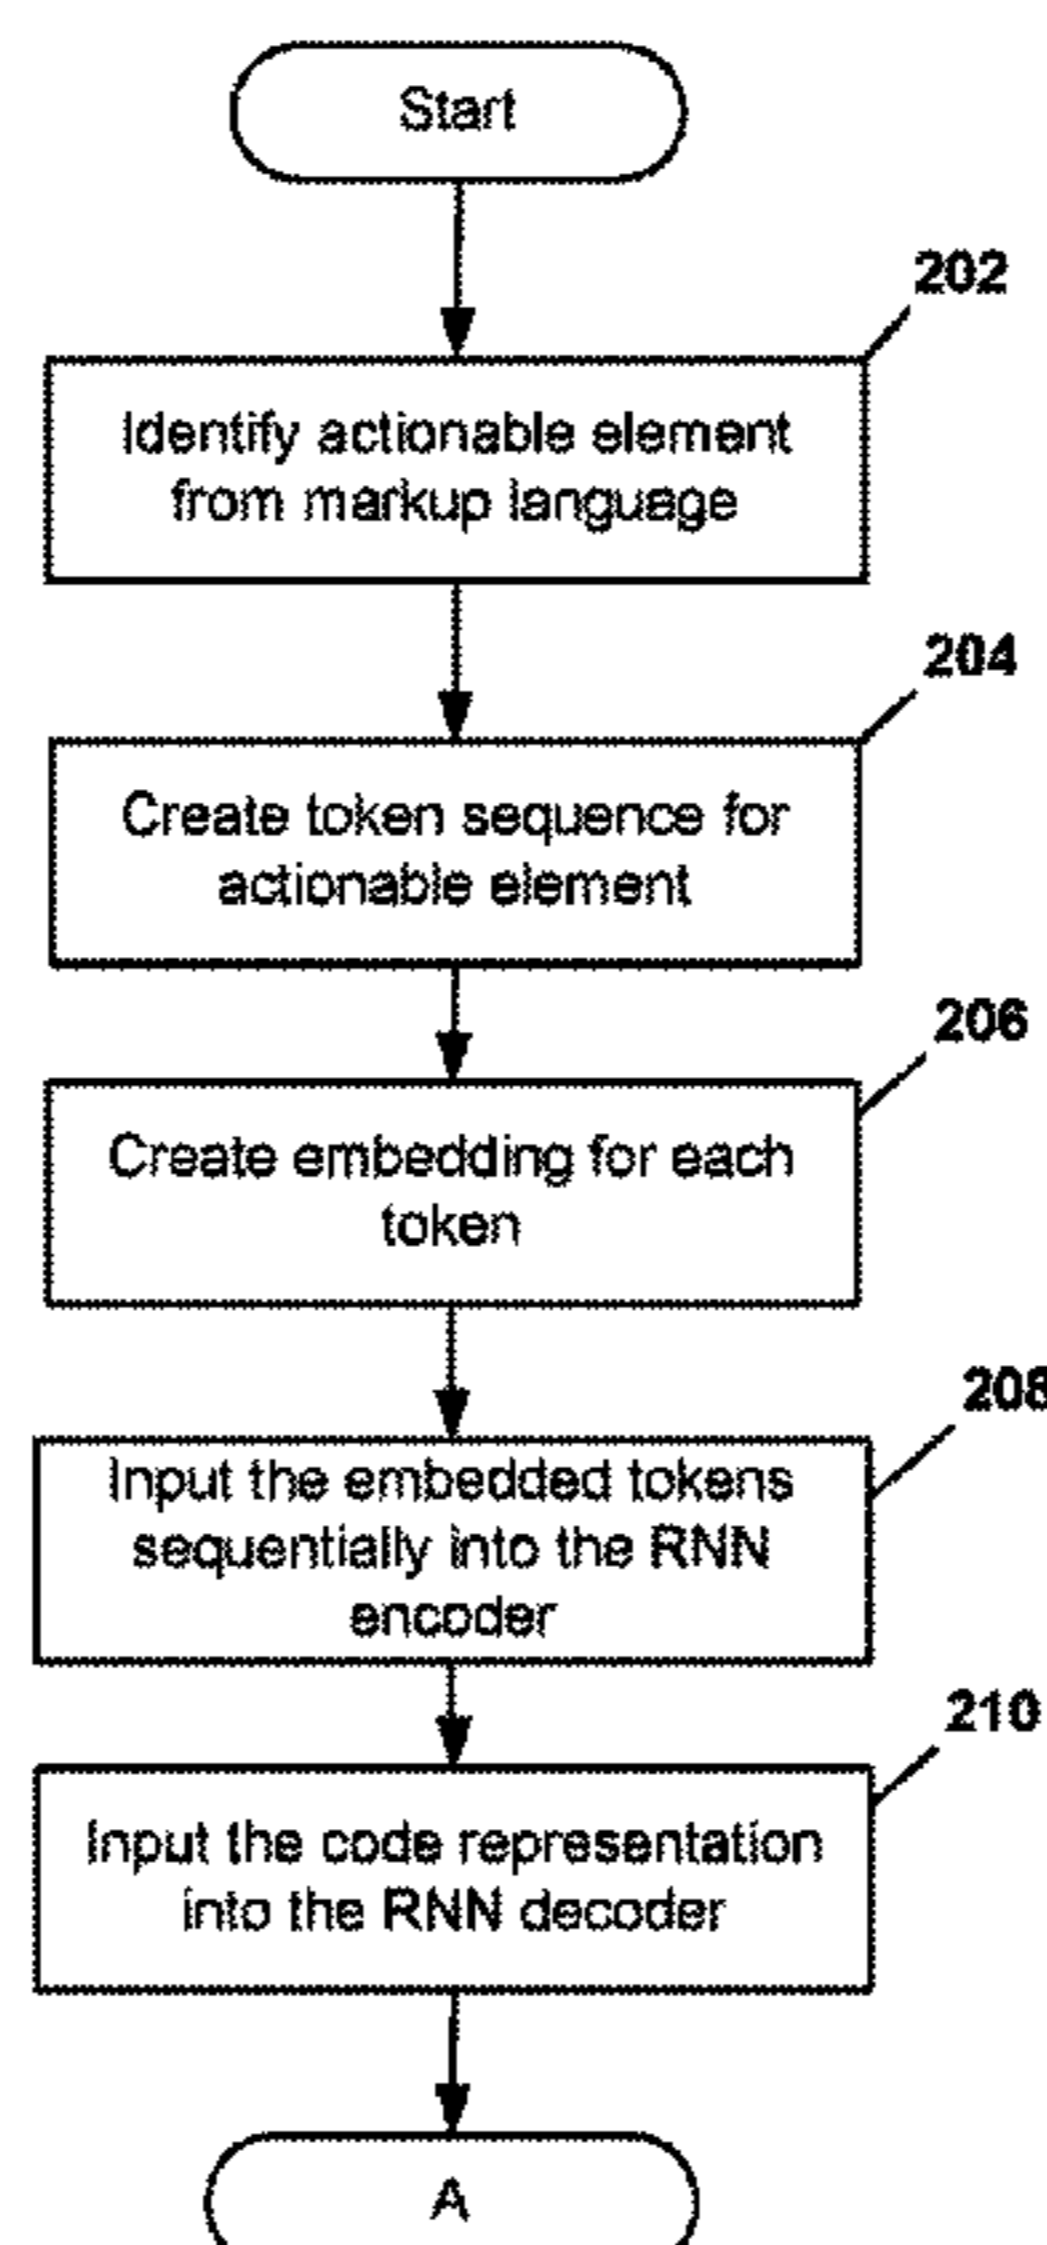 Start
202
Identify actionable element
from markup language
204
Create token sequence for
actionable element
206
Create embedding for each
token
208
Input the embedded tokens
sequentially into the RNN
encoder
210
Input the code representation
into the RNN decoder
A